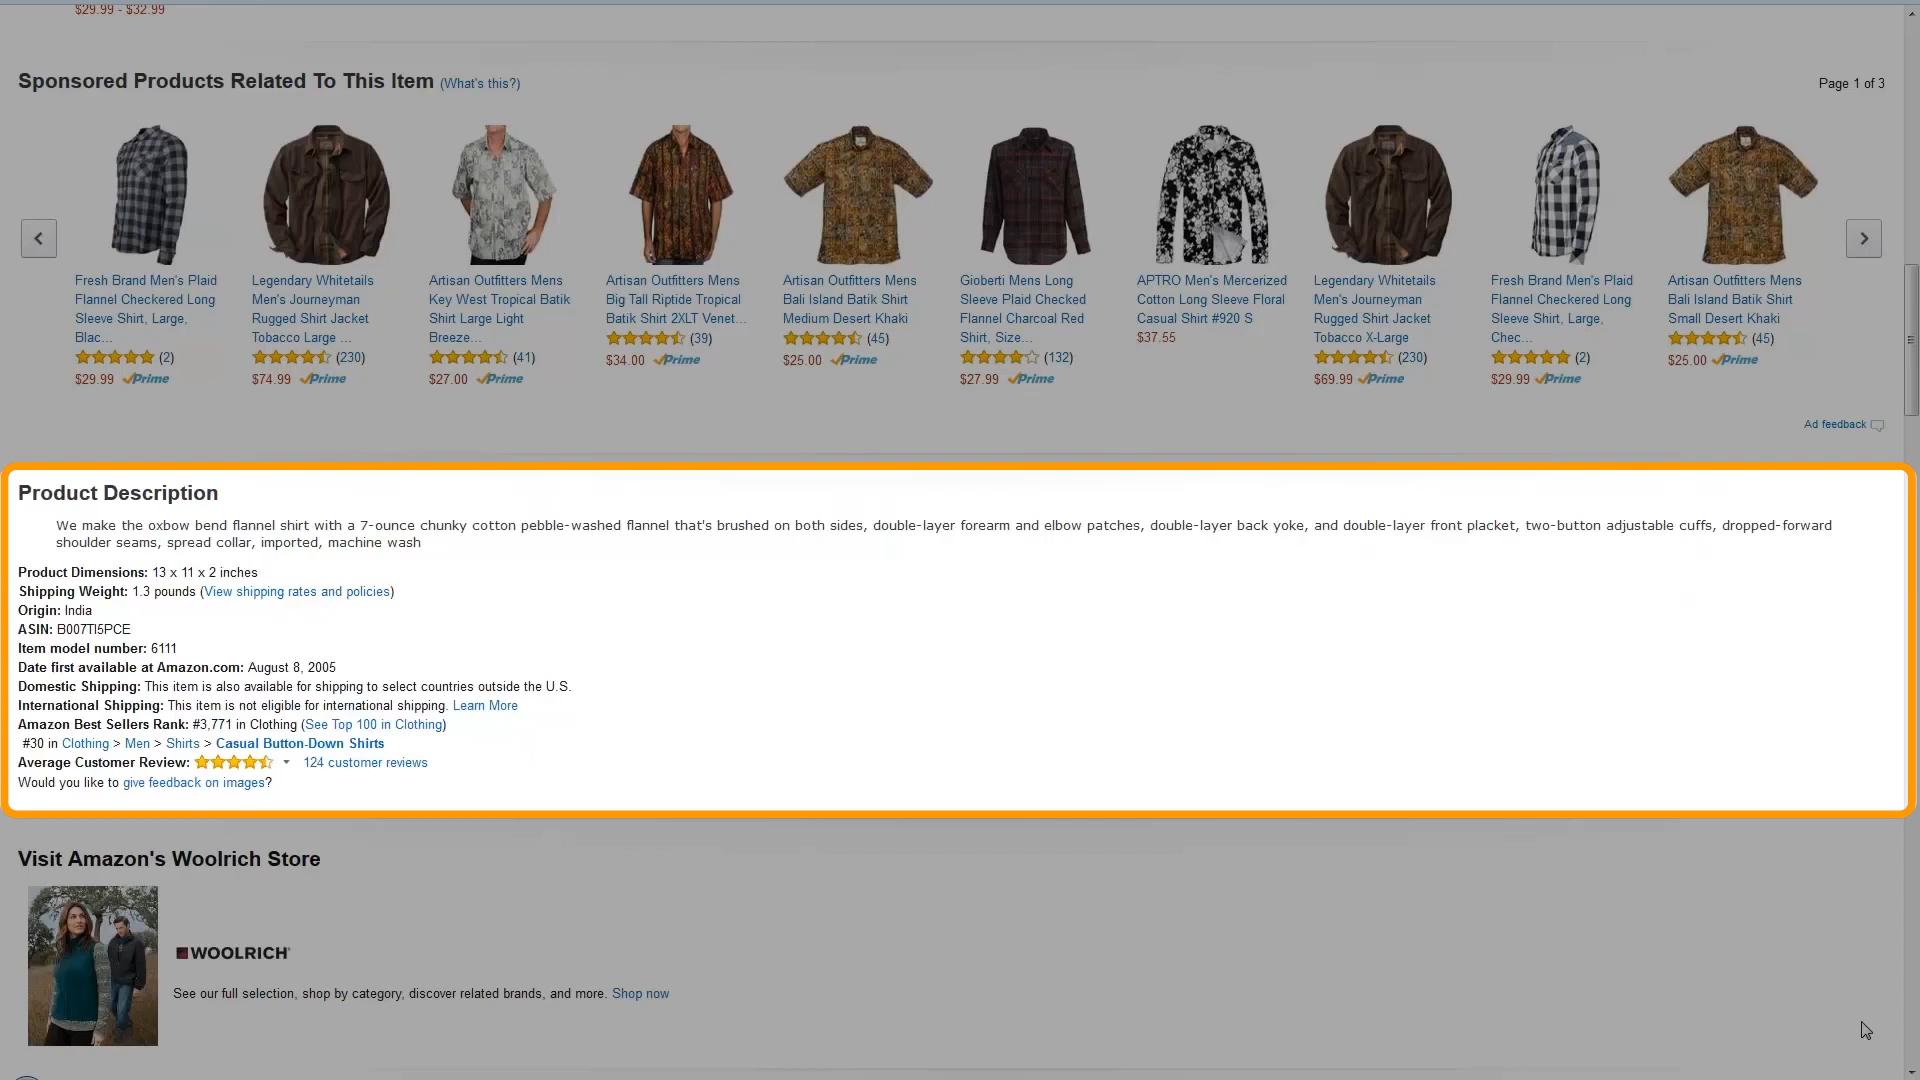 $29.99 - $32.99
Sponsored Products Related To This Item (What's this?)
Page 1 of 3
Fresh Brand Men's Plaid
Flannel Checkered Long
Sleeve Shirt, Large,
Blac...
(2)
$29.99 Prime
Legendary Whitetails
Men's Journeyman
Rugged Shirt Jacket
Tobacco Large ...
(230)
$74.99 Prime
Artisan Outfitters Mens
Key West Tropical Batik
Shirt Large Light
Breeze...
(41)
$27.00 Prime
Artisan Outfitters Mens
Big Tall Riptide Tropical
Batik Shirt 2XLT Venet...
(39)
$34.00 Prime
Artisan Outfitters Mens
Bali Island Batik Shirt
Medium Desert Khaki
(45)
$25.00 Prime
Gioberti Mens Long
Sleeve Plaid Checked
Flannel Charcoal Red
Shirt, Size...
(132)
$27.99 Prime
APTRO Men's Mercerized
Cotton Long Sleeve Floral
Casual Shirt #920 S
$37.55
Legendary Whitetails
Men's Journeyman
Rugged Shirt Jacket
Tobacco X-Large
(230)
$69.99 Prime
Fresh Brand Men's Plaid
Flannel Checkered Long
Sleeve Shirt, Large,
Chec...
(2)
$29.99 Prime
Artisan Outfitters Mens
Bali Island Batik Shirt
Small Desert Khaki
(45)
$25.00 Prime
Ad feedback
Product Description
We make the oxbow bend flannel shirt with a 7-ounce chunky cotton pebble-washed flannel that's brushed on both sides, double-layer forearm and elbow patches, double-layer back yoke, and double-layer front placket, two-button adjustable cuffs, dropped-forward
shoulder seams, spread collar, imported, machine wash
Product Dimensions: 13 x 11 x 2 inches
Shipping Weight: 1.3 pounds (View shipping rates and policies)
Origin: India
ASIN: B007TI5PCE
Item model number: 6111
Date first available at Amazon.com: August 8, 2005
Domestic Shipping: This item is also available for shipping to select countries outside the U.S.
International Shipping: This item is not eligible for international shipping. Learn More
Amazon Best Sellers Rank: #3,771 in Clothing (See Top 100 in Clothing)
#30 in Clothing > Men > Shirts > Casual Button-Down Shirts
Average Customer Review: 124 customer reviews
Would you like to give feedback on images?
Visit Amazon's Woolrich Store
WOOLRICH
See our full selection, shop by category, discover related brands, and more. Shop now